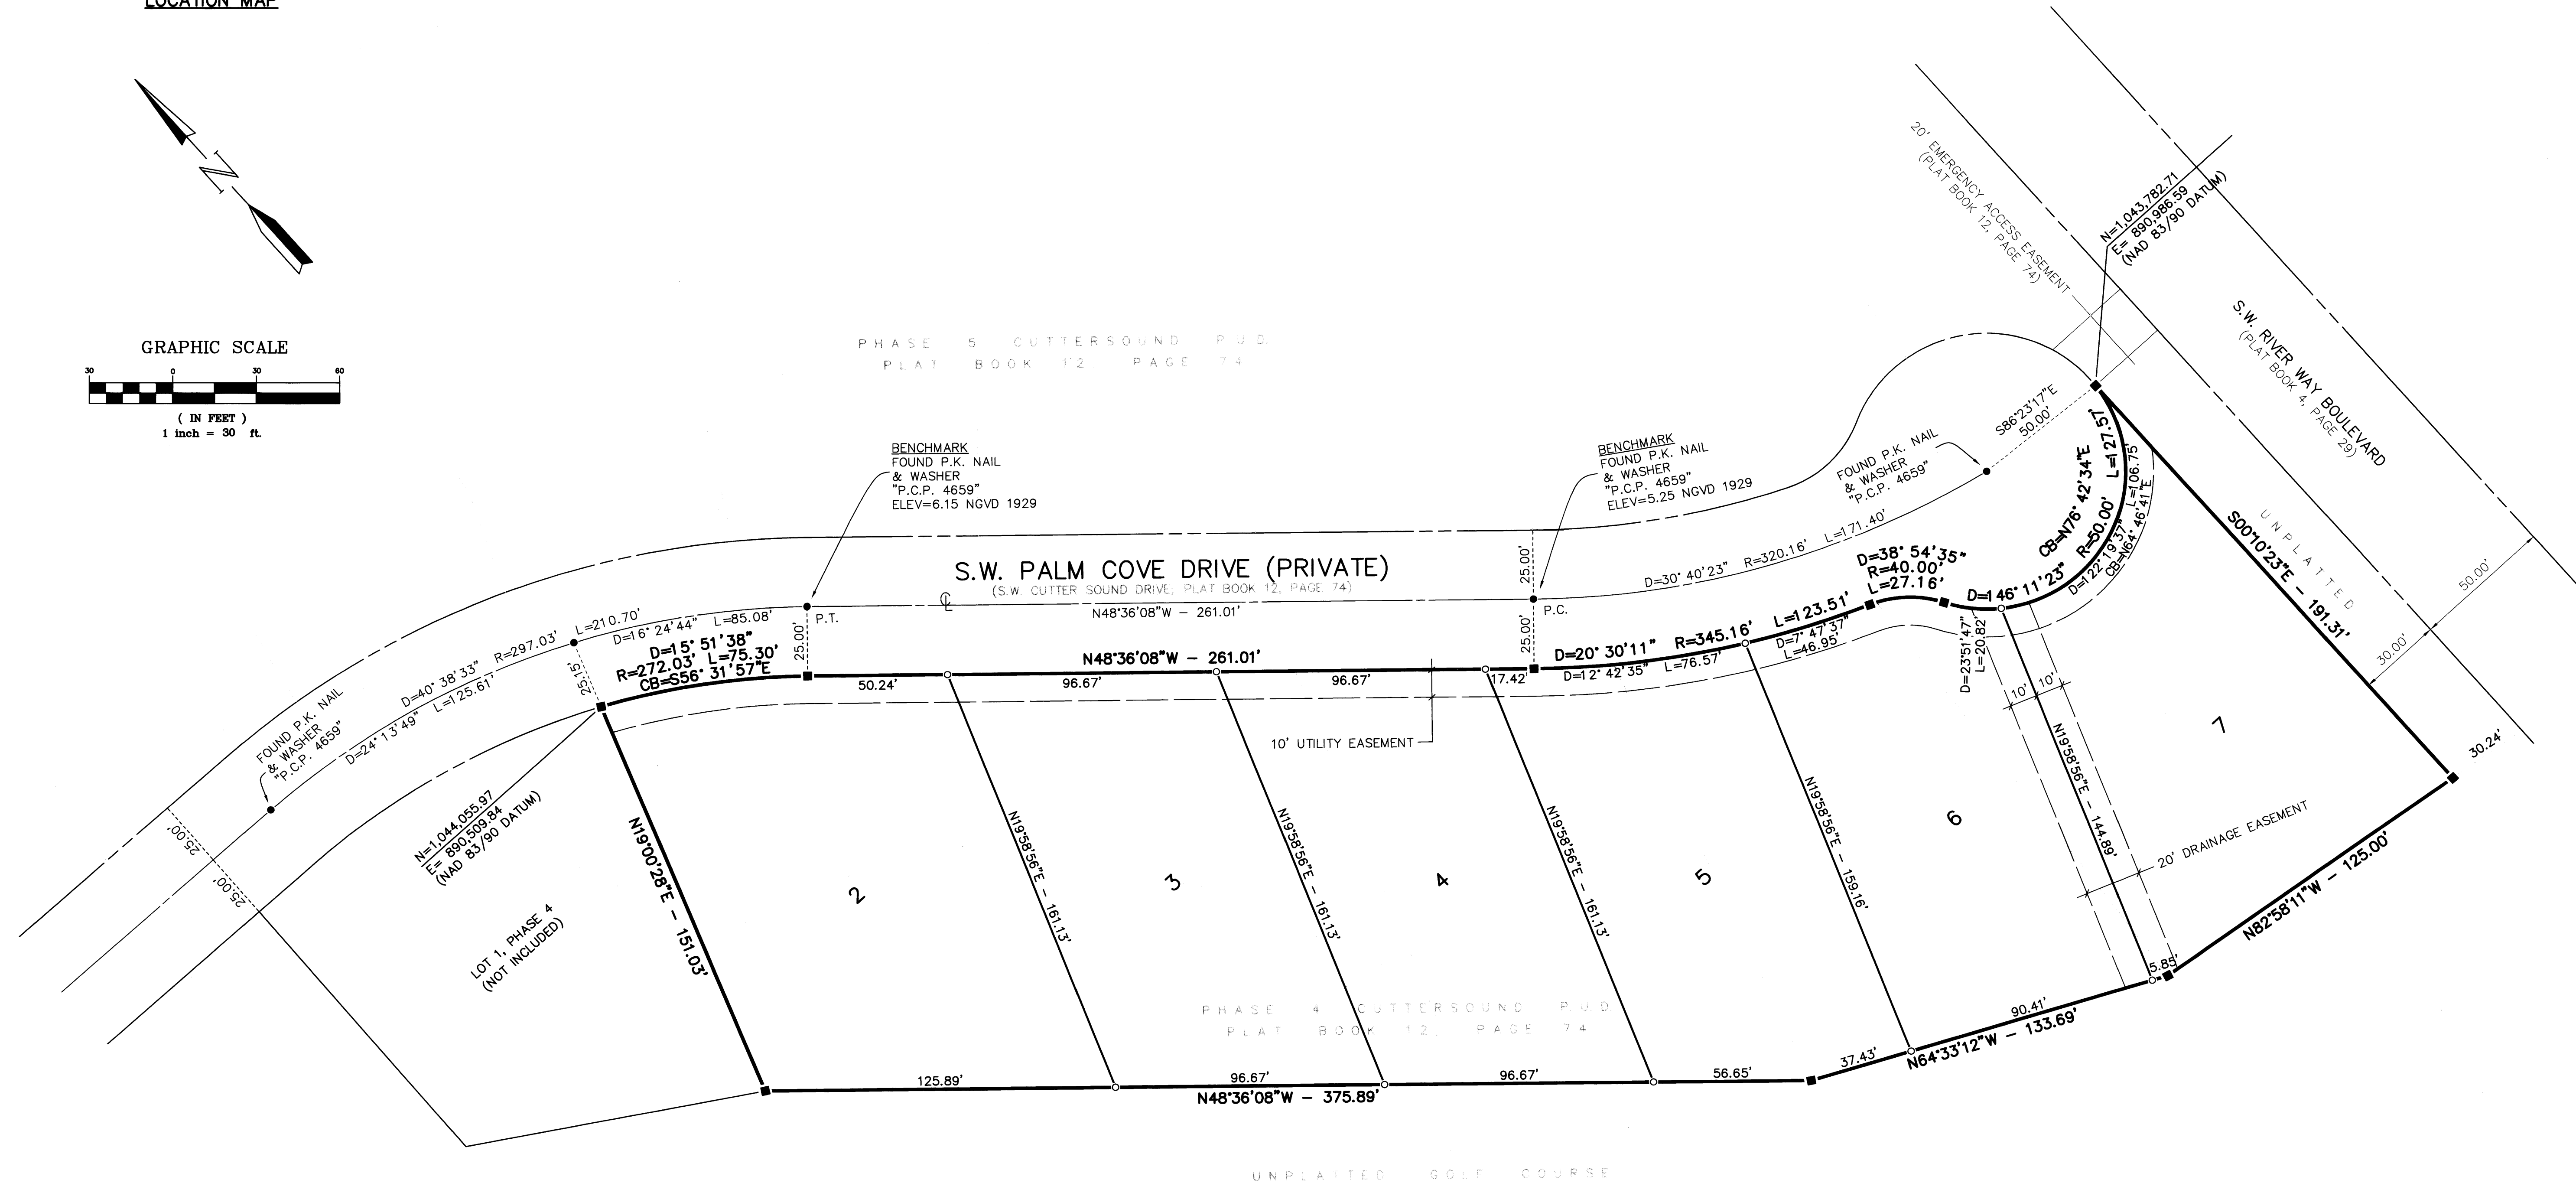 LOCATION MAP
N
GRAPHIC SCALE
30 0 30 60
( IN FEET )
1 inch = 30 ft.
PHASE 5 CUTTERSOUND P.U.D.
PLAT BOOK 12, PAGE 74
20' EMERGENCY ACCESS EASEMENT
(PLAT BOOK 12, PAGE 74)
N=1,043,782.71
E= 890,986.59
(NAD 83/90 DATUM)
S.W. RIVER WAY BOULEVARD
(PLAT BOOK 4, PAGE 29)
BENCHMARK
FOUND P.K. NAIL
& WASHER
"P.C.P. 4659"
ELEV=6.15 NGVD 1929
BENCHMARK
FOUND P.K. NAIL
& WASHER
"P.C.P. 4659"
ELEV=5.25 NGVD 1929
FOUND P.K. NAIL
& WASHER
"P.C.P. 4659"
S86°23'17"E
50.00'
UNPLATTED
S00°10'23"E - 191.31'
50.00'
30.00'
30.24'
S.W. PALM COVE DRIVE (PRIVATE)
(S.W. CUTTER SOUND DRIVE, PLAT BOOK 12, PAGE 74)
℄
N48°36'08"W - 261.01'
P.T.
P.C.
25.00'
25.00'
25.00'
D=30°40'23" R=320.16' L=171.40'
D=38°54'35"
R=40.00'
L=27.16'
D=146°11'23" R=50.00' L=127.57'
CB=N76°42'34"E
D=122°19'37" L=106.75'
CB=N64°46'41"E
D=23°51'47"
L=20.82'
D=20°30'11" R=345.16' L=123.51'
D=12°42'35" L=76.57'
D=7°47'37"
L=46.95'
N48°36'08"W - 261.01'
50.24'
96.67'
96.67'
17.42'
D=40°38'33" R=297.03' L=210.70'
D=24°13'49" L=125.61'
D=16°24'44" L=85.08'
D=15°51'38"
R=272.03' L=75.30'
CB=S56°31'57"E
25.15'
FOUND P.K. NAIL
& WASHER
"P.C.P. 4659"
25.00'
25.00'
N=1,044,055.97
E= 890,509.84
(NAD 83/90 DATUM)
LOT 1, PHASE 4
(NOT INCLUDED)
10' UTILITY EASEMENT
N19°00'28"E - 151.03'
2
N19°58'56"E - 161.13'
3
N19°58'56"E - 161.13'
4
N19°58'56"E - 161.13'
5
N19°58'56"E - 159.16'
6
10' 10'
N19°58'56"E - 144.89'
7
20' DRAINAGE EASEMENT
N82°58'11"W - 125.00'
5.85'
90.41'
N64°33'12"W - 133.69'
37.43'
PHASE 4 CUTTERSOUND P.U.D.
PLAT BOOK 12, PAGE 74
125.89'
96.67'
96.67'
56.65'
N48°36'08"W - 375.89'
UNPLATTED GOLF COURSE